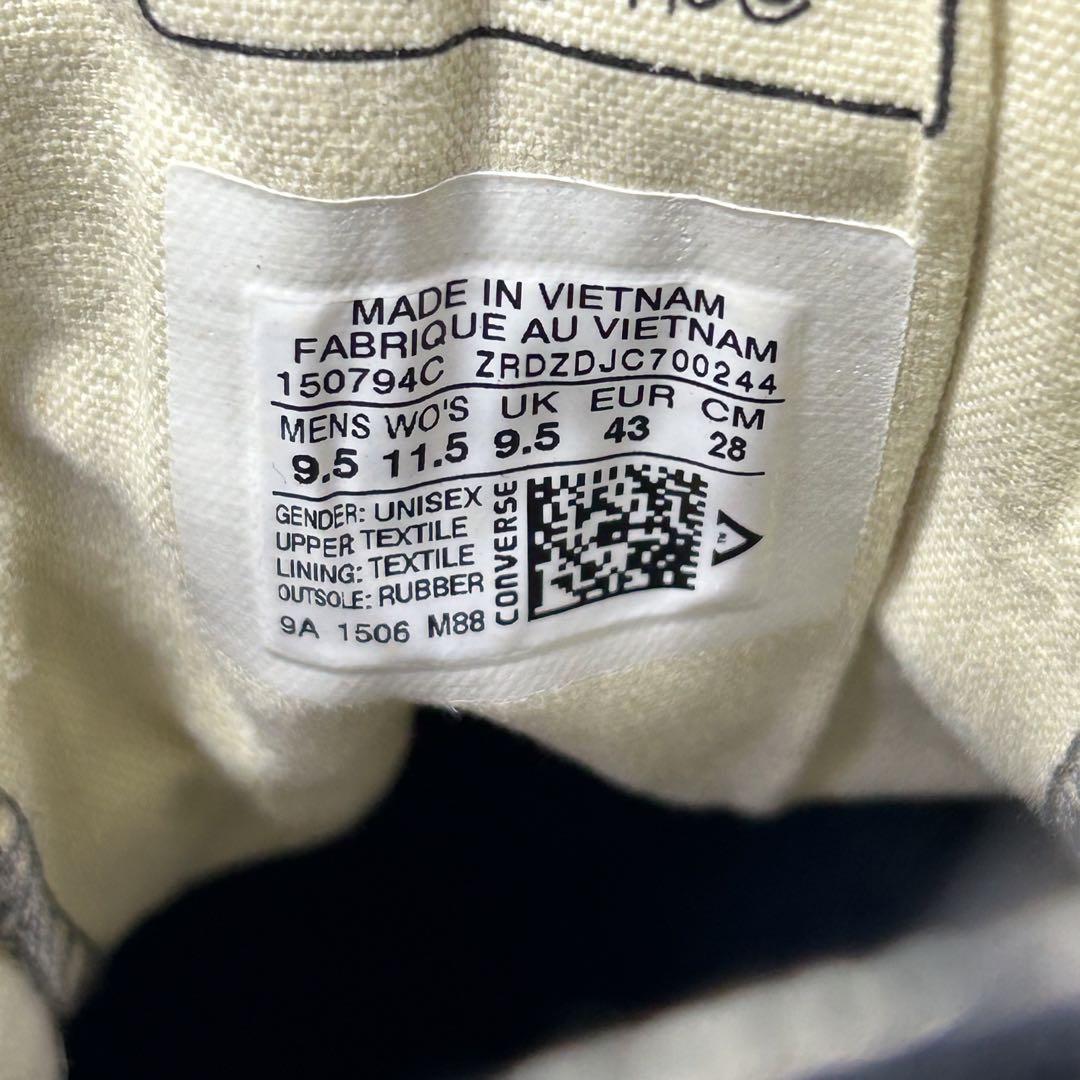 MADE IN VIETNAM
FABRIQUE AU VIETNAM
150794C ZRDZDJC700244
MENS WO'S UK EUR CM
9.5 11.5 9.5 43 28
GENDER: UNISEX
UPPER TEXTILE
LINING: TEXTILE
OUTSOLE: RUBBER
9A 1506 M88
CONVERSE